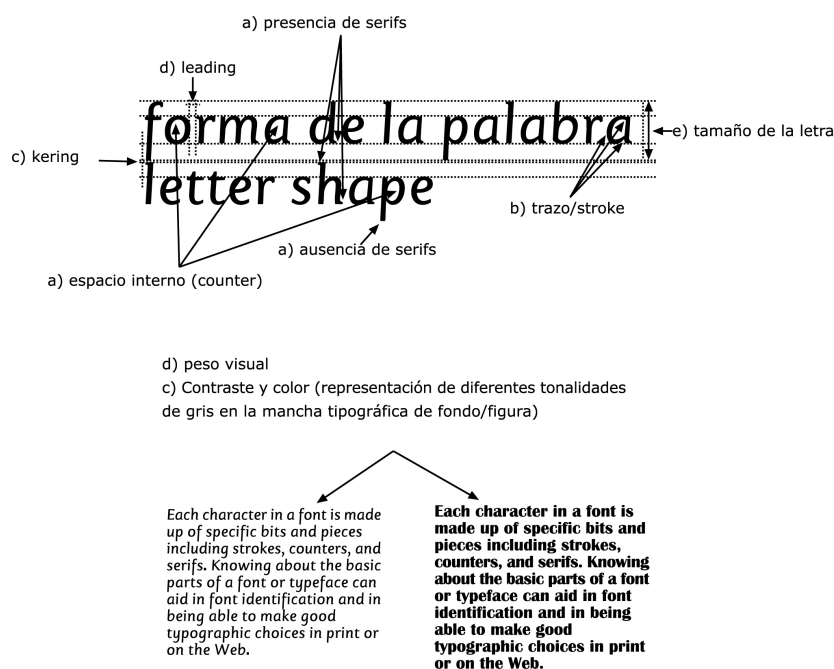 a) presencia de serifs
d) leading
forma de la palabra
e) tamaño de la letra
c) kering
letter shape
b) trazo/stroke
a) ausencia de serifs
a) espacio interno (counter)
d) peso visual
c) Contraste y color (representación de diferentes tonalidades
de gris en la mancha tipográfica de fondo/figura)
Each character in a font is made
up of specific bits and pieces
including strokes, counters, and
serifs. Knowing about the basic
parts of a font or typeface can
aid in font identification and in
being able to make good
typographic choices in print or
on the Web.
Each character in a font is
made up of specific bits and
pieces including strokes,
counters, and serifs. Knowing
about the basic parts of a font
or typeface can aid in font
identification and in being
able to make good
typographic choices in print
or on the Web.